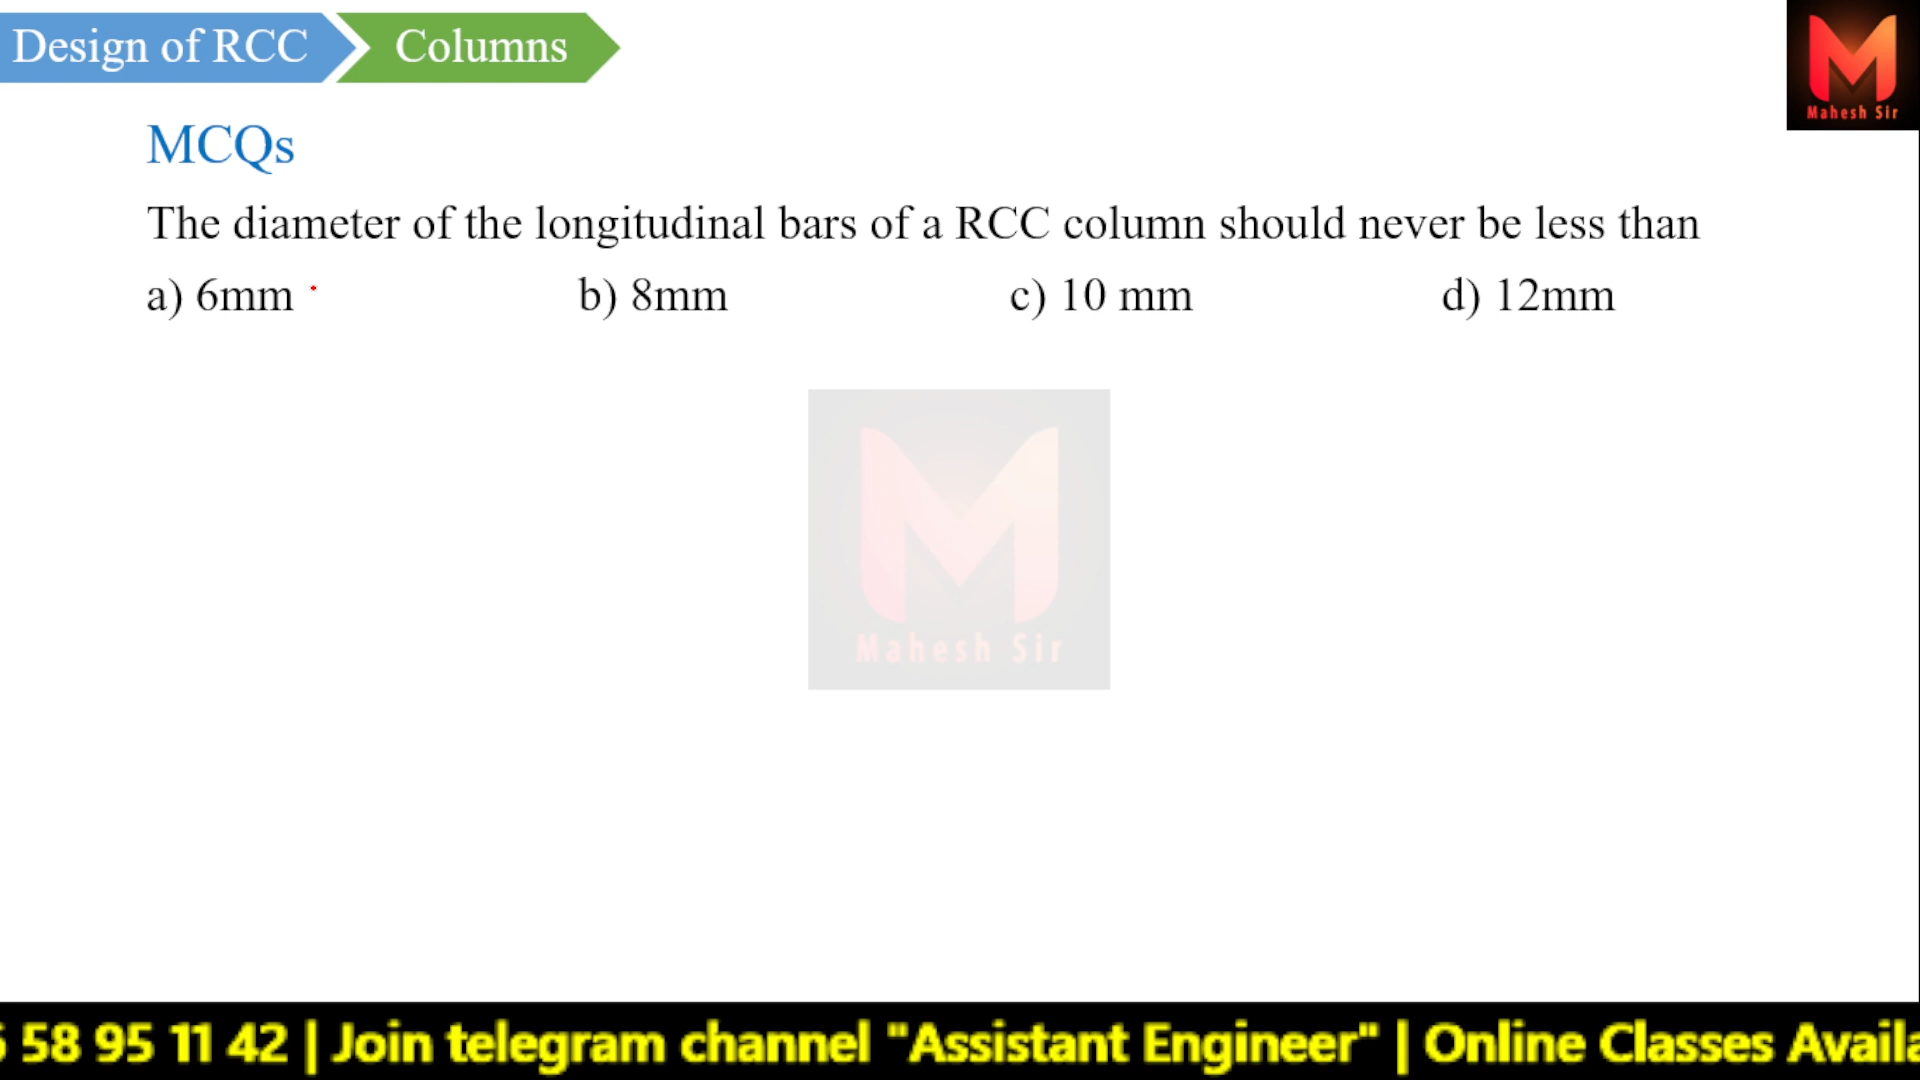 Design of RCC
Columns
Mahesh Sir
MCQs
The diameter of the longitudinal bars of a RCC column should never be less than
a) 6mm b) 8mm c) 10 mm d) 12mm
Mahesh Sir
58 95 11 42 | Join telegram channel "Assistant Engineer" | Online Classes Availa